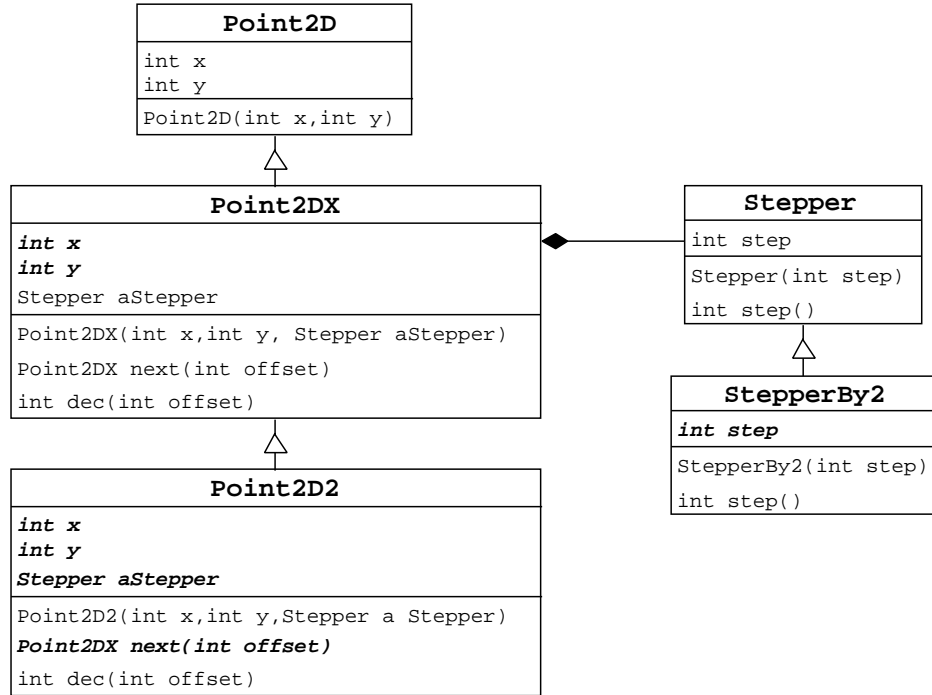 Point2D
int x
int y
Point2D(int x,int y)
Point2DX
int x
int y
Stepper aStepper
Point2DX(int x,int y, Stepper aStepper)
Point2DX next(int offset)
int dec(int offset)
Stepper
int step
Stepper(int step)
int step()
StepperBy2
int step
StepperBy2(int step)
int step()
Point2D2
int x
int y
Stepper aStepper
Point2D2(int x,int y,Stepper a Stepper)
Point2DX next(int offset)
int dec(int offset)